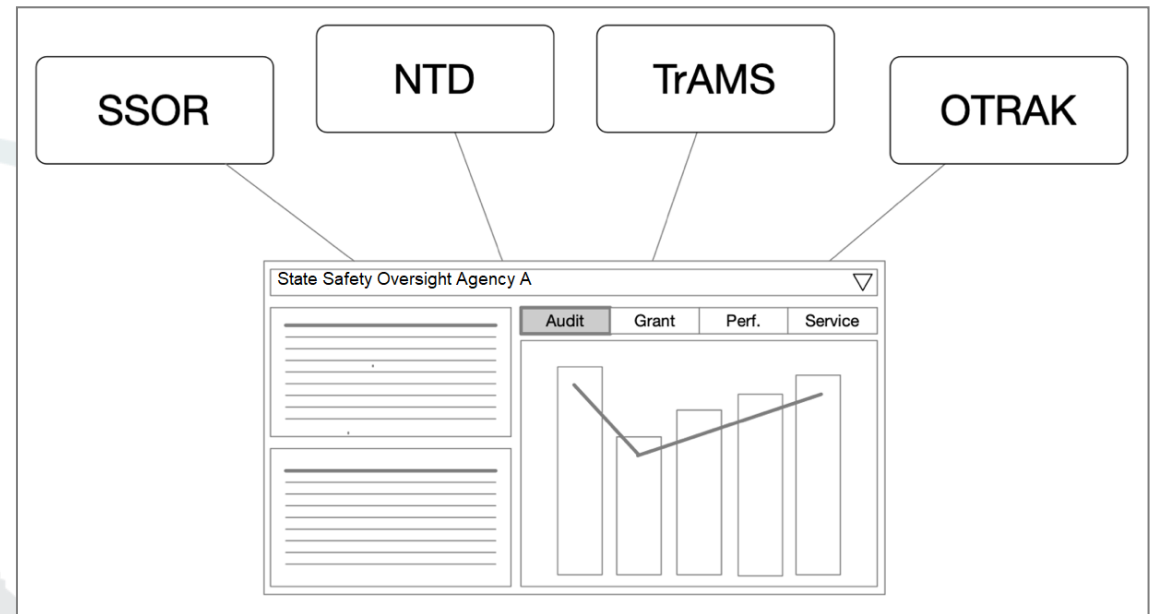 SSOR
NTD
TrAMS
OTRAK
State Safety Oversight Agency A
Audit Grant Perf. Service